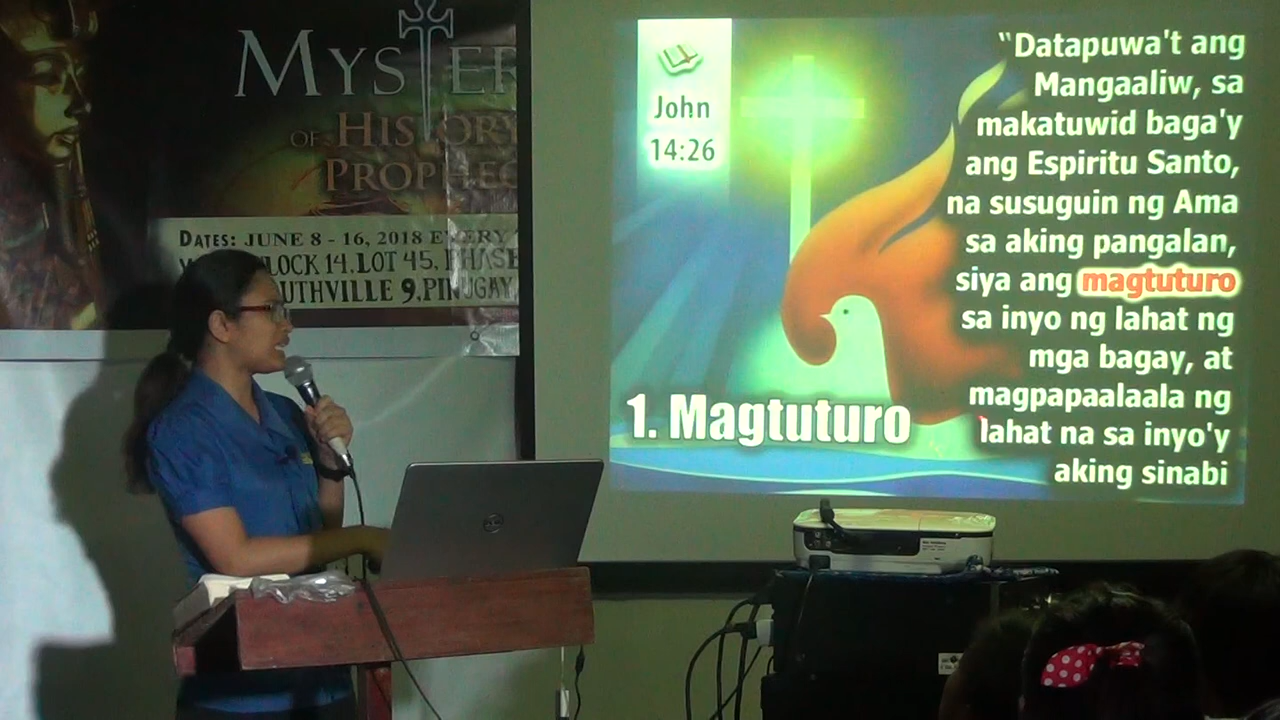 MYSTER
OF HISTORY
PROPHEC
DATES: JUNE 8 - 16, 2018 EVERY
LOCK 14, LOT 45, PHASE
UTHVILLE 9, PINUGAY
John
14:26
“Datapuwa't ang
Mangaaliw, sa
makatuwid baga'y
ang Espiritu Santo,
na susuguin ng Ama
sa aking pangalan,
siya ang magtuturo
sa inyo ng lahat ng
mga bagay, at
magpapaalaala ng
lahat na sa inyo'y
aking sinabi
1. Magtuturo